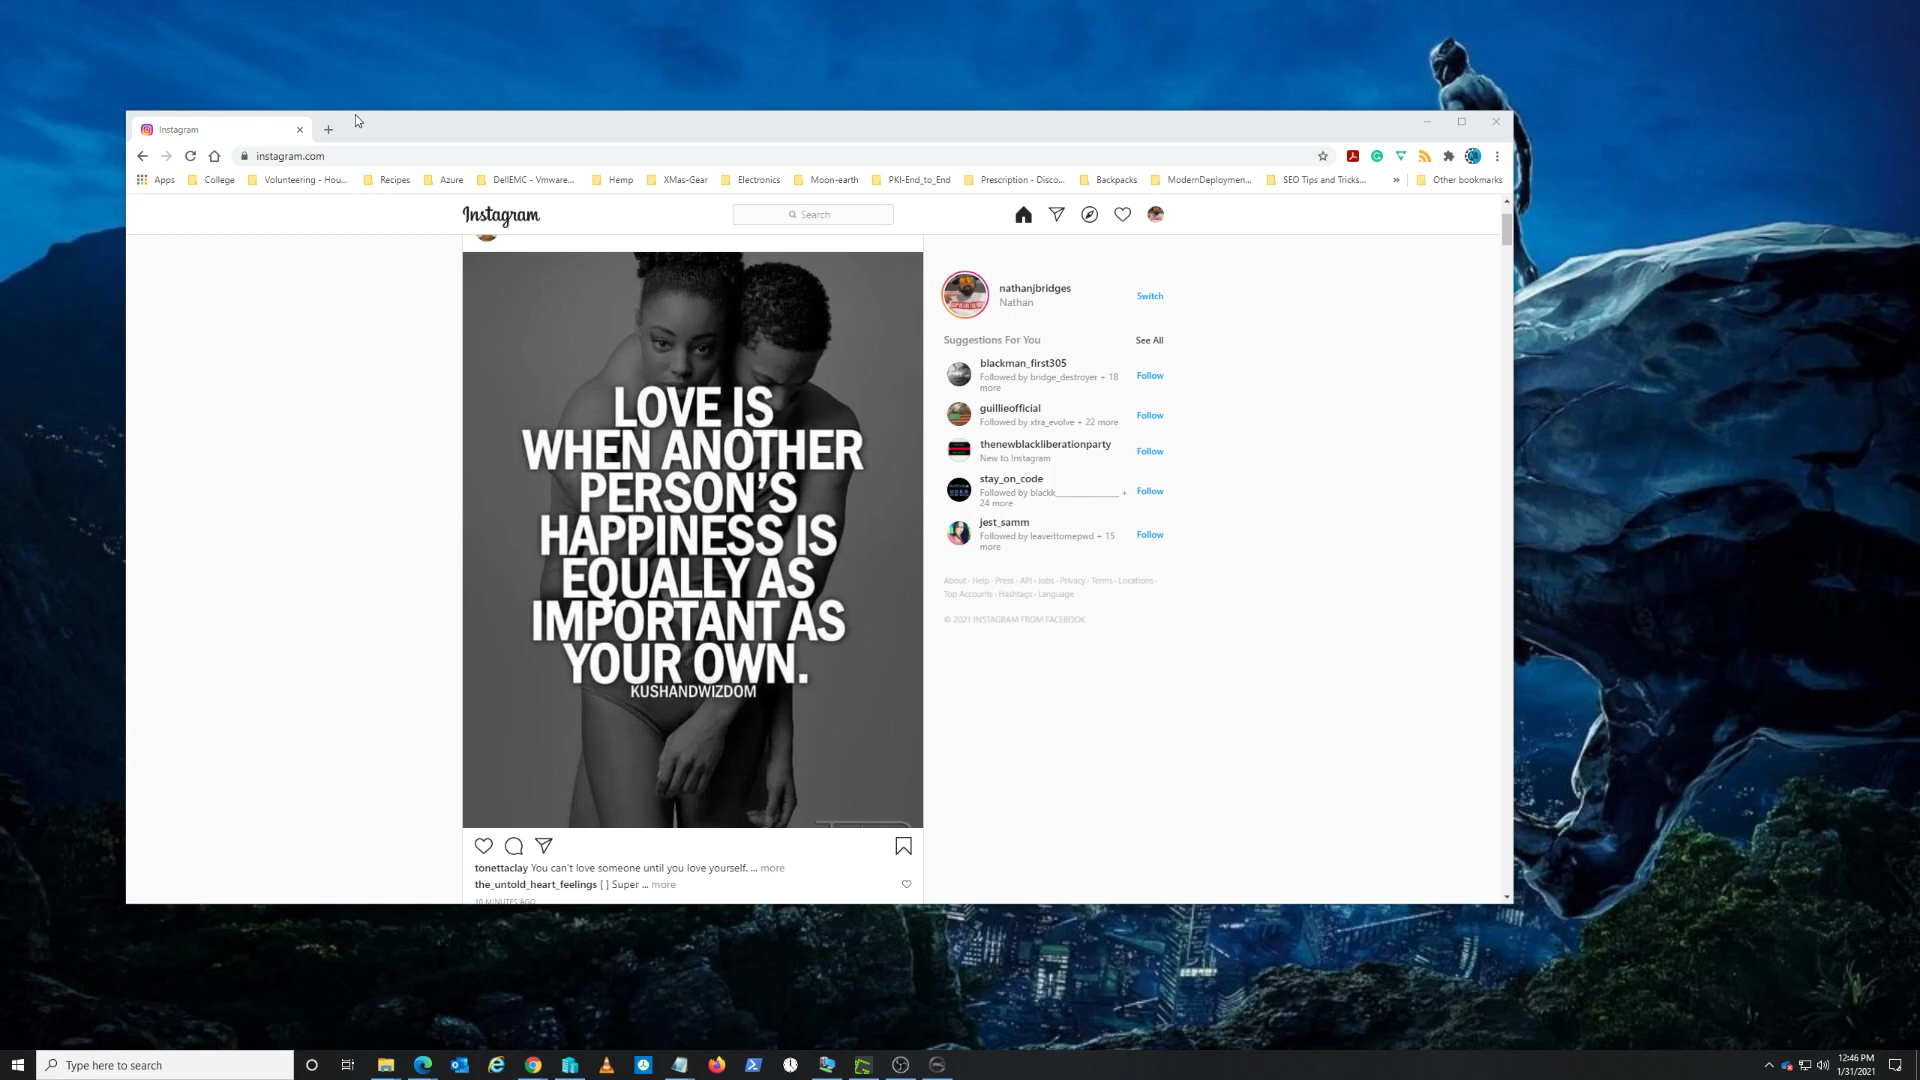 Instagram
instagram.com
Apps College Volunteering - Hou... Recipes Azure DellEMC - Vmware... Hemp XMas-Gear Electronics Moon-earth PKI-End_to_End Prescription - Disco... Backpacks ModernDeploymen... SEO Tips and Tricks... » Other bookmarks
Instagram
Search
LOVE IS
WHEN ANOTHER
PERSON'S
HAPPINESS IS
EQUALLY AS
IMPORTANT AS
YOUR OWN.
KUSHANDWIZDOM
tonettaclay You can't love someone until you love yourself. ... more
the_untold_heart_feelings [ ] Super ... more
10 MINUTES AGO
nathanjbridges
Nathan
Switch
Suggestions For You
See All
blackman_first305
Followed by bridge_destroyer + 18
more
Follow
guillieofficial
Followed by xtra_evolve + 22 more
Follow
thenewblackliberationparty
New to Instagram
Follow
stay_on_code
Followed by blackk______________ +
24 more
Follow
jest_samm
Followed by leaveittomepwd + 15
more
Follow
About · Help · Press · API · Jobs · Privacy · Terms · Locations ·
Top Accounts · Hashtags · Language
© 2021 INSTAGRAM FROM FACEBOOK
Type here to search
12:46 PM
1/31/2021